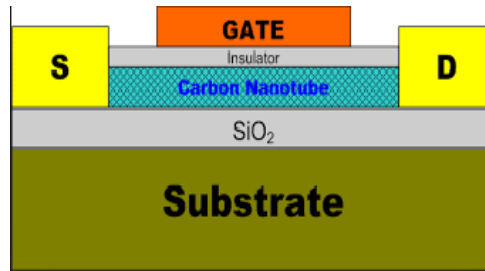 GATE
Insulator
S
Carbon Nanotube
D
SiO₂
Substrate